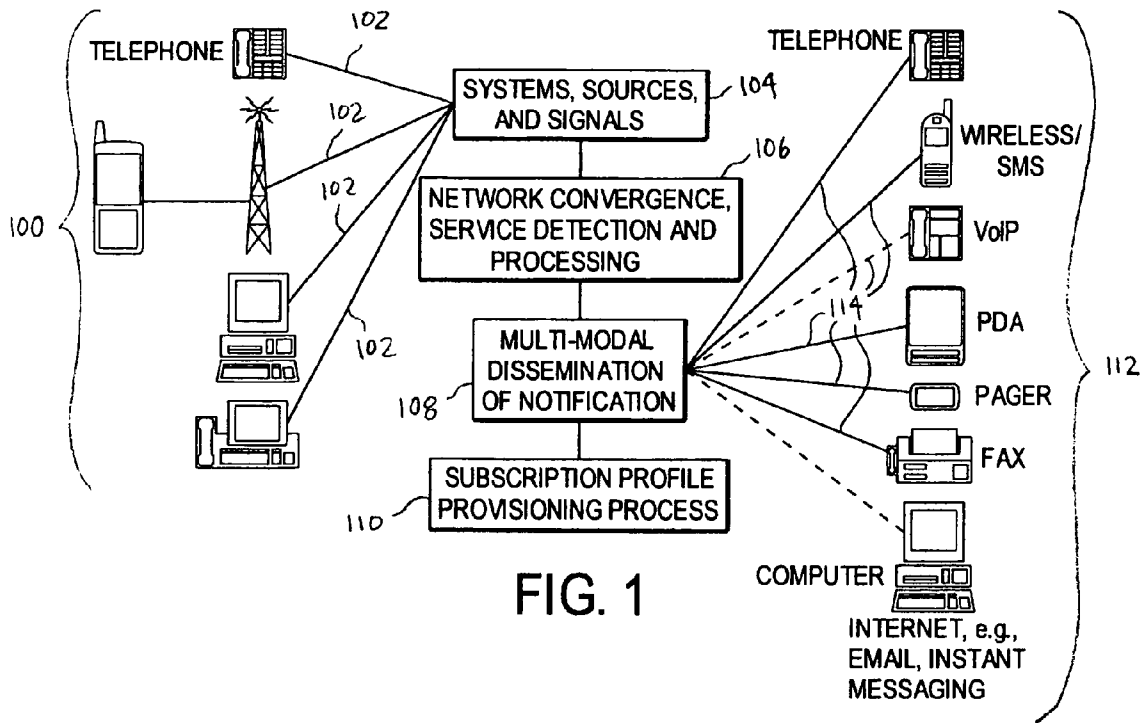 TELEPHONE
102
102
102
102
100
SYSTEMS, SOURCES,
AND SIGNALS
104
106
NETWORK CONVERGENCE,
SERVICE DETECTION AND
PROCESSING
MULTI-MODAL
DISSEMINATION
OF NOTIFICATION
108
SUBSCRIPTION PROFILE
PROVISIONING PROCESS
110
TELEPHONE
WIRELESS/
SMS
VoIP
PDA
PAGER
FAX
COMPUTER
INTERNET, e.g.,
EMAIL, INSTANT
MESSAGING
114
112
FIG. 1